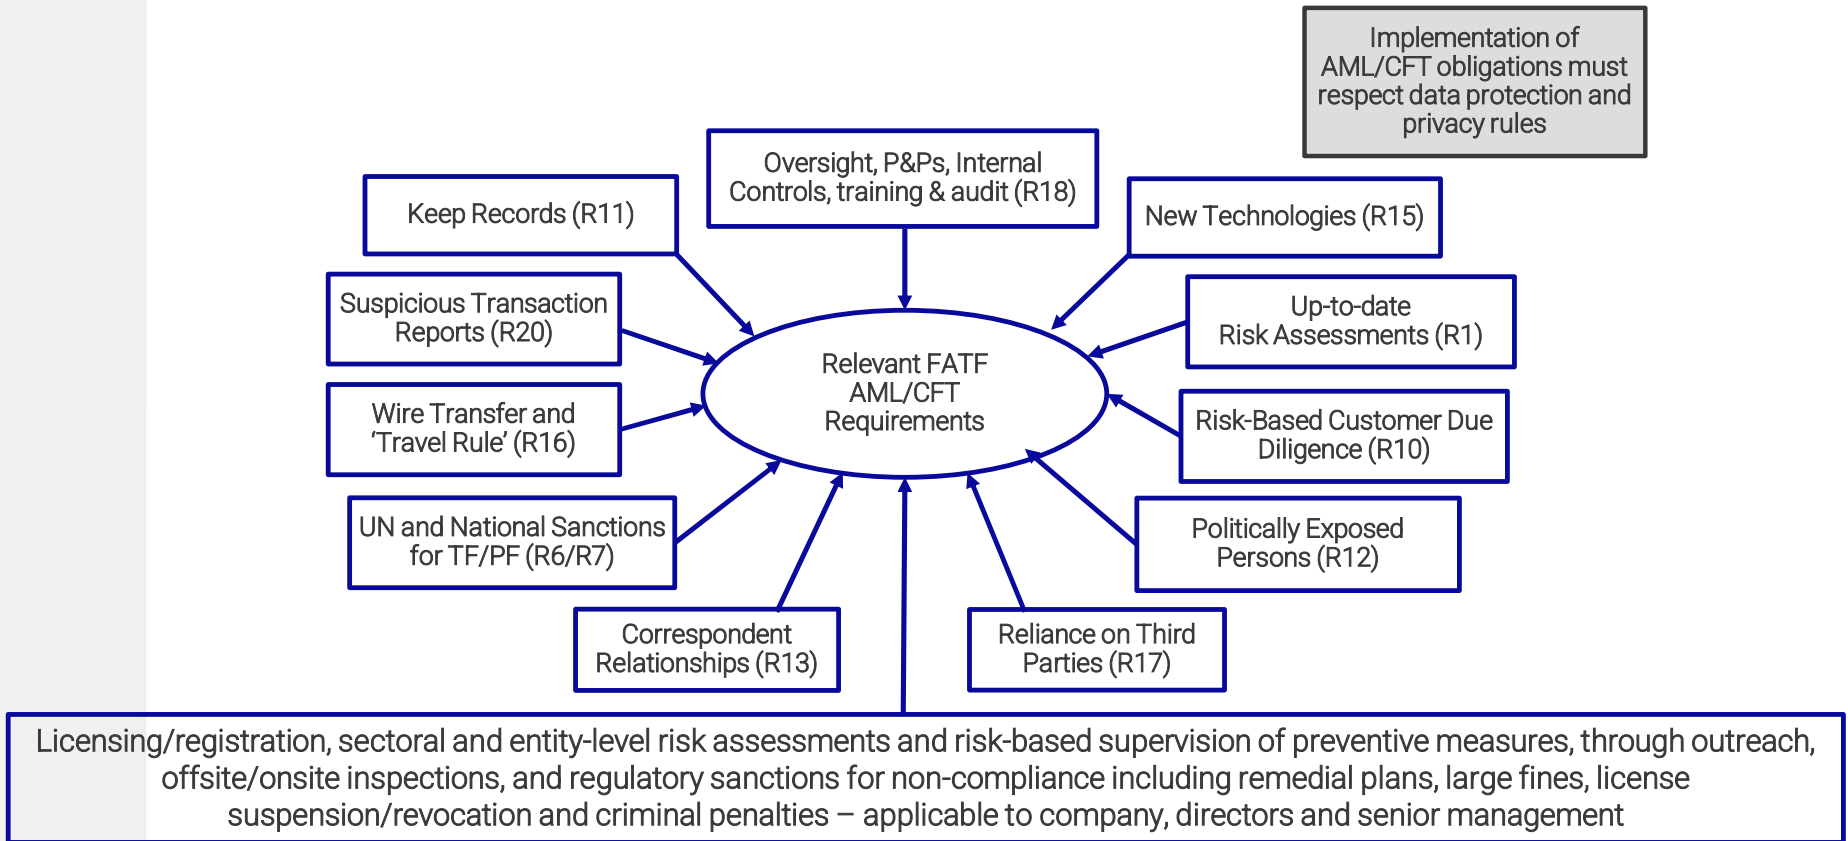 Implementation of
AML/CFT obligations must
respect data protection and
privacy rules
Oversight, P&Ps, Internal
Controls, training & audit (R18)
Keep Records (R11)
New Technologies (R15)
Suspicious Transaction
Reports (R20)
Up-to-date
Risk Assessments (R1)
Relevant FATF
AML/CFT
Requirements
Wire Transfer and
‘Travel Rule’ (R16)
Risk-Based Customer Due
Diligence (R10)
UN and National Sanctions
for TF/PF (R6/R7)
Politically Exposed
Persons (R12)
Correspondent
Relationships (R13)
Reliance on Third
Parties (R17)
Licensing/registration, sectoral and entity-level risk assessments and risk-based supervision of preventive measures, through outreach,
offsite/onsite inspections, and regulatory sanctions for non-compliance including remedial plans, large fines, license
suspension/revocation and criminal penalties – applicable to company, directors and senior management